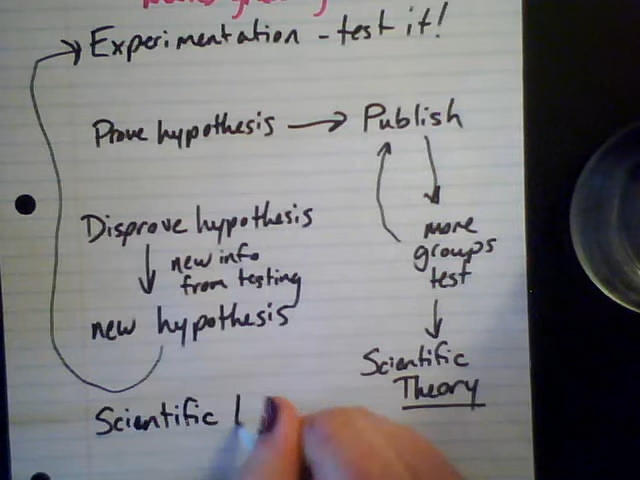 Experimentation - test it!
Prove hypothesis → Publish
Disprove hypothesis
new info
from testing
new hypothesis
more
groups
test
Scientific
Theory
Scientific L